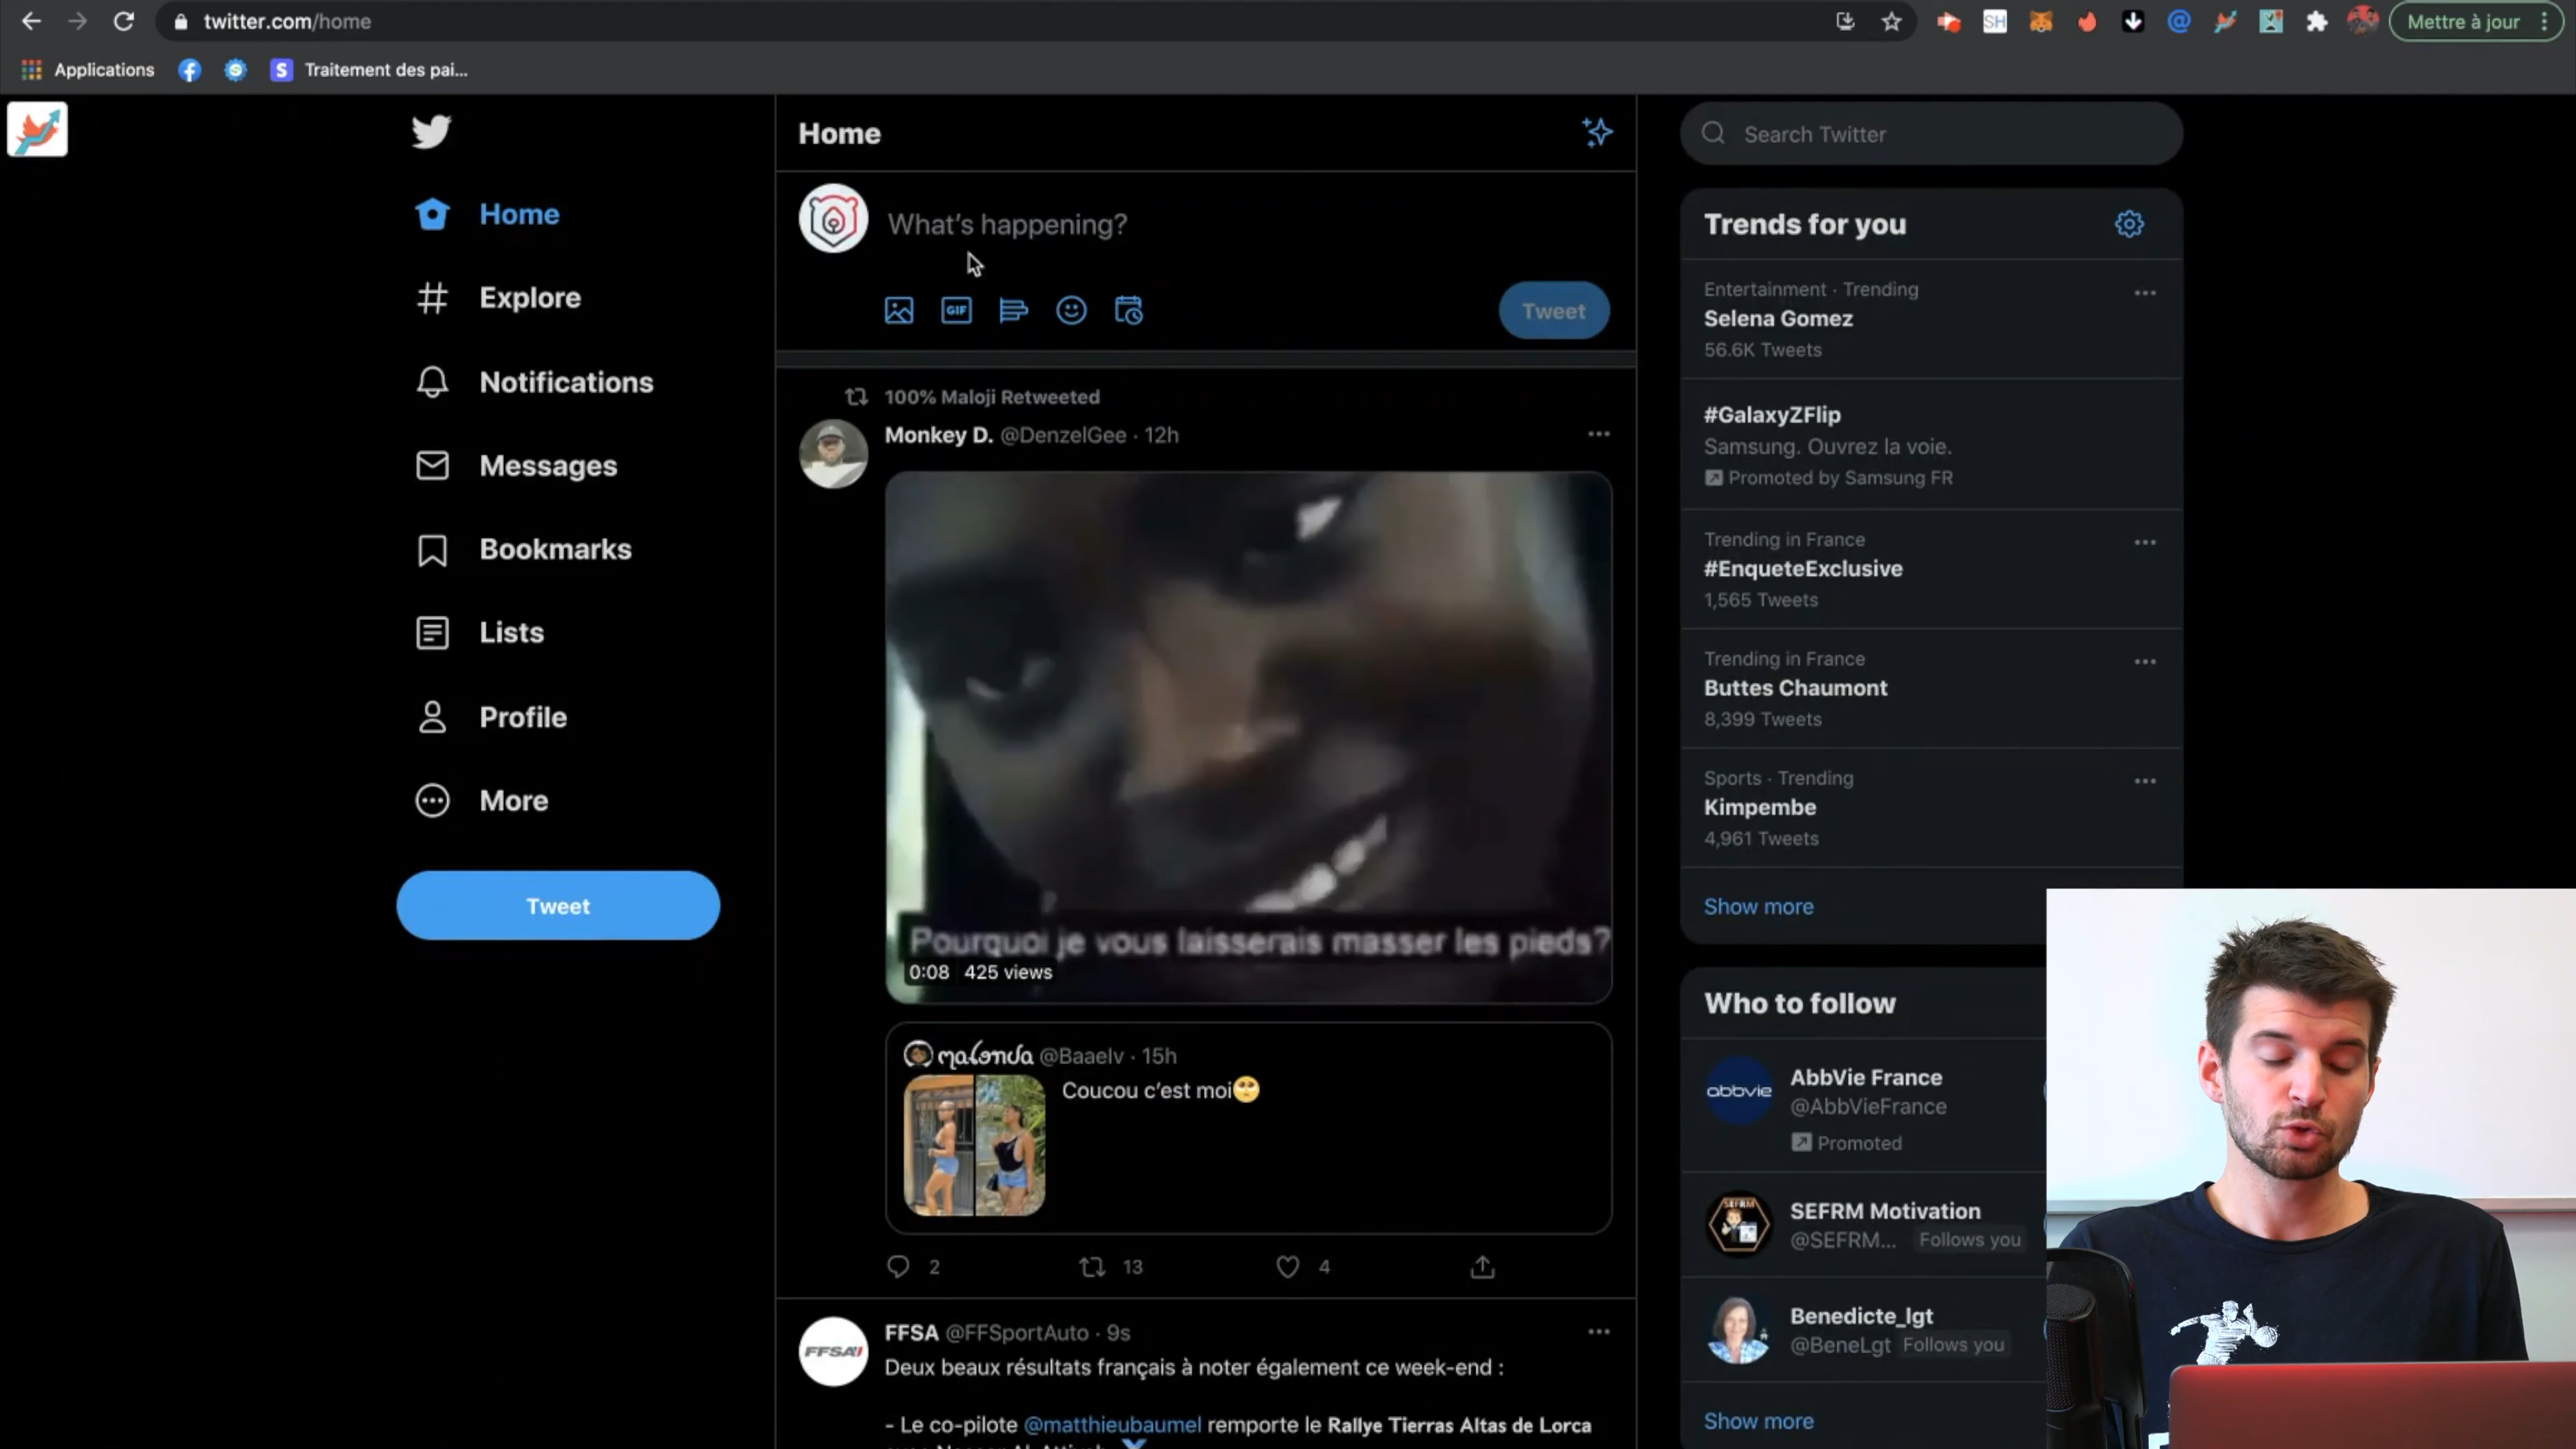 twitter.com/home
SH
Mettre à jour
Applications
S
Traitement des pai...
Home
Explore
Notifications
Messages
Bookmarks
Lists
Profile
More
Tweet
Home
What's happening?
GIF
Tweet
100% Maloji Retweeted
Monkey D. @DenzelGee · 12h
Pourquoi je vous laisserais masser les pieds?
0:08 425 views
malonda @Baaelv · 15h
Coucou c'est moi🥺
2 13 4
FFSA
FFSA @FFSportAuto · 9s
Deux beaux résultats français à noter également ce week-end :
- Le co-pilote @matthieubaumel remporte le Rallye Tierras Altas de Lorca
Search Twitter
Trends for you
Entertainment · Trending
Selena Gomez
56.6K Tweets
#GalaxyZFlip
Samsung. Ouvrez la voie.
Promoted by Samsung FR
Trending in France
#EnqueteExclusive
1,565 Tweets
Trending in France
Buttes Chaumont
8,399 Tweets
Sports · Trending
Kimpembe
4,961 Tweets
Show more
Who to follow
abbvie
AbbVie France
@AbbVieFrance
Promoted
SEFRM
SEFRM Motivation
@SEFRM... Follows you
Benedicte_lgt
@BeneLgt Follows you
Show more